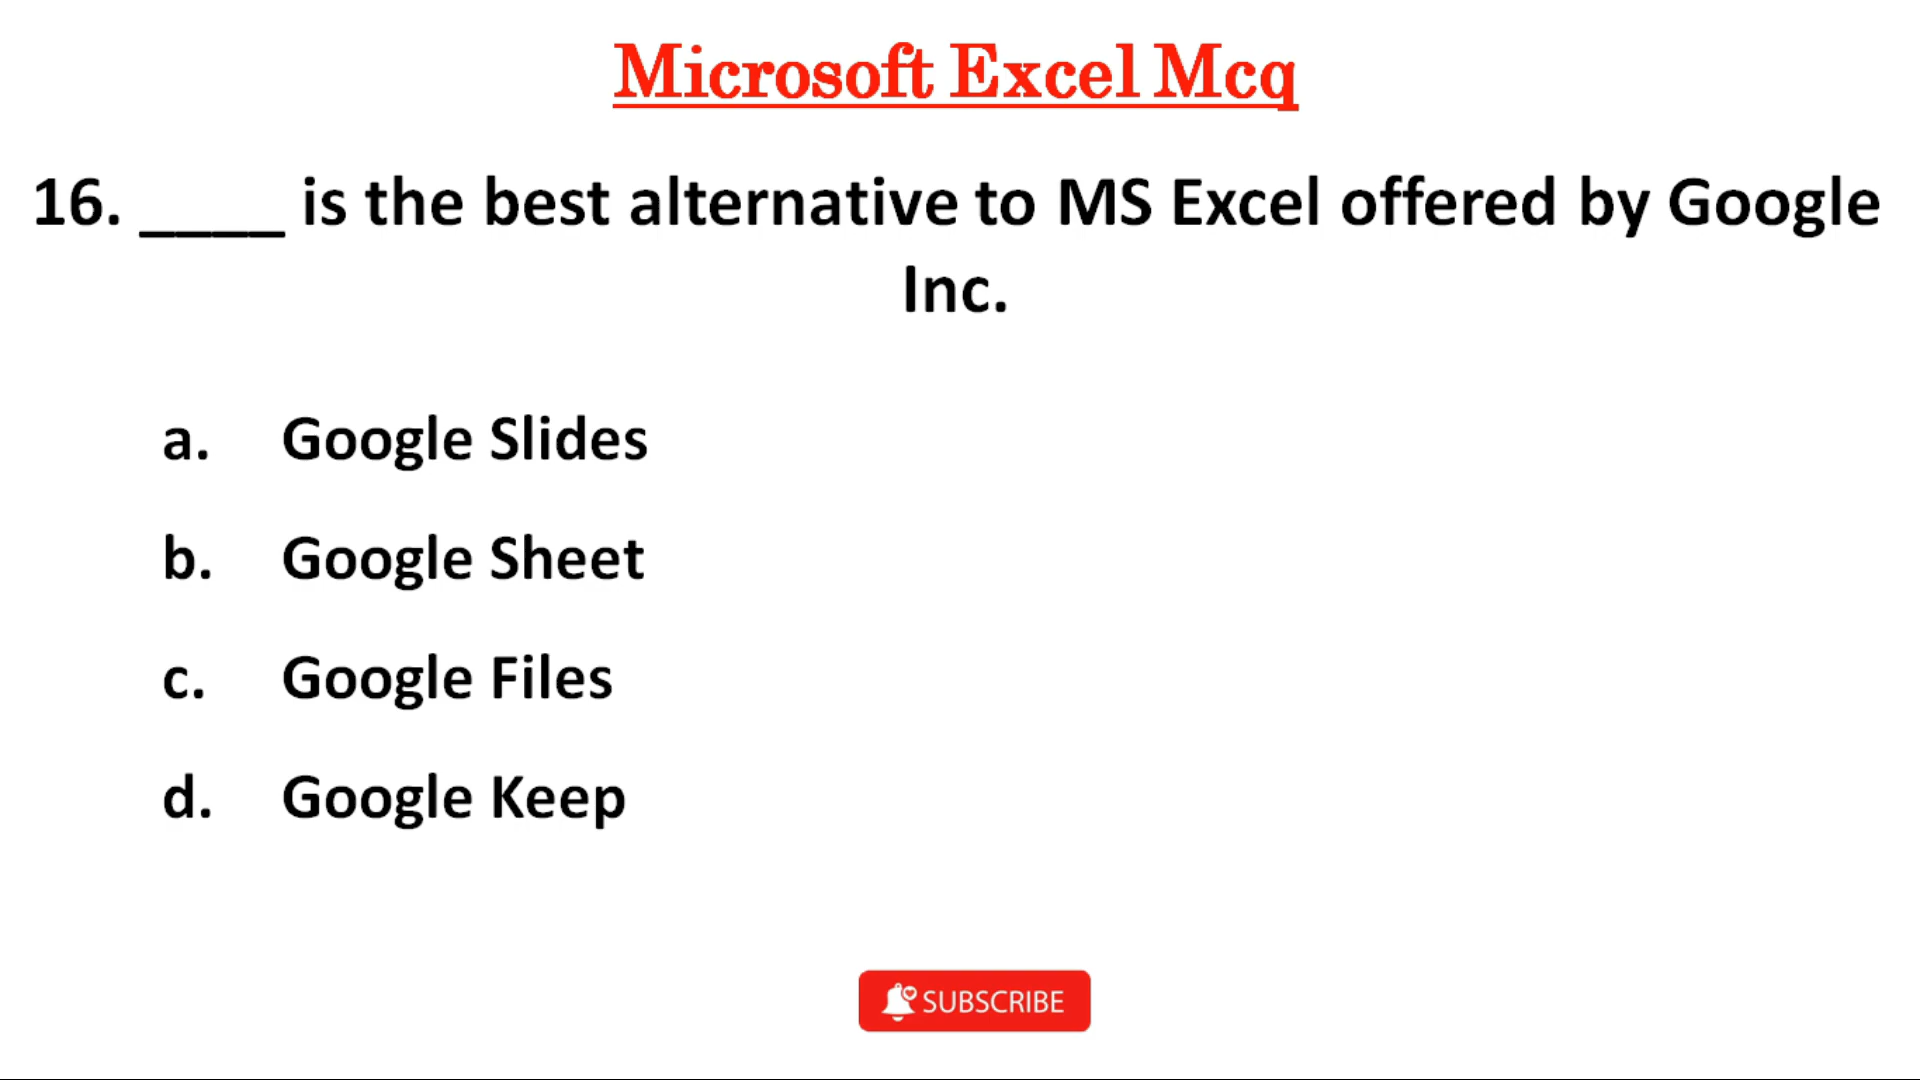 Microsoft Excel Mcq
16. ____ is the best alternative to MS Excel offered by Google
Inc.
a. Google Slides
b. Google Sheet
c. Google Files
d. Google Keep
SUBSCRIBE